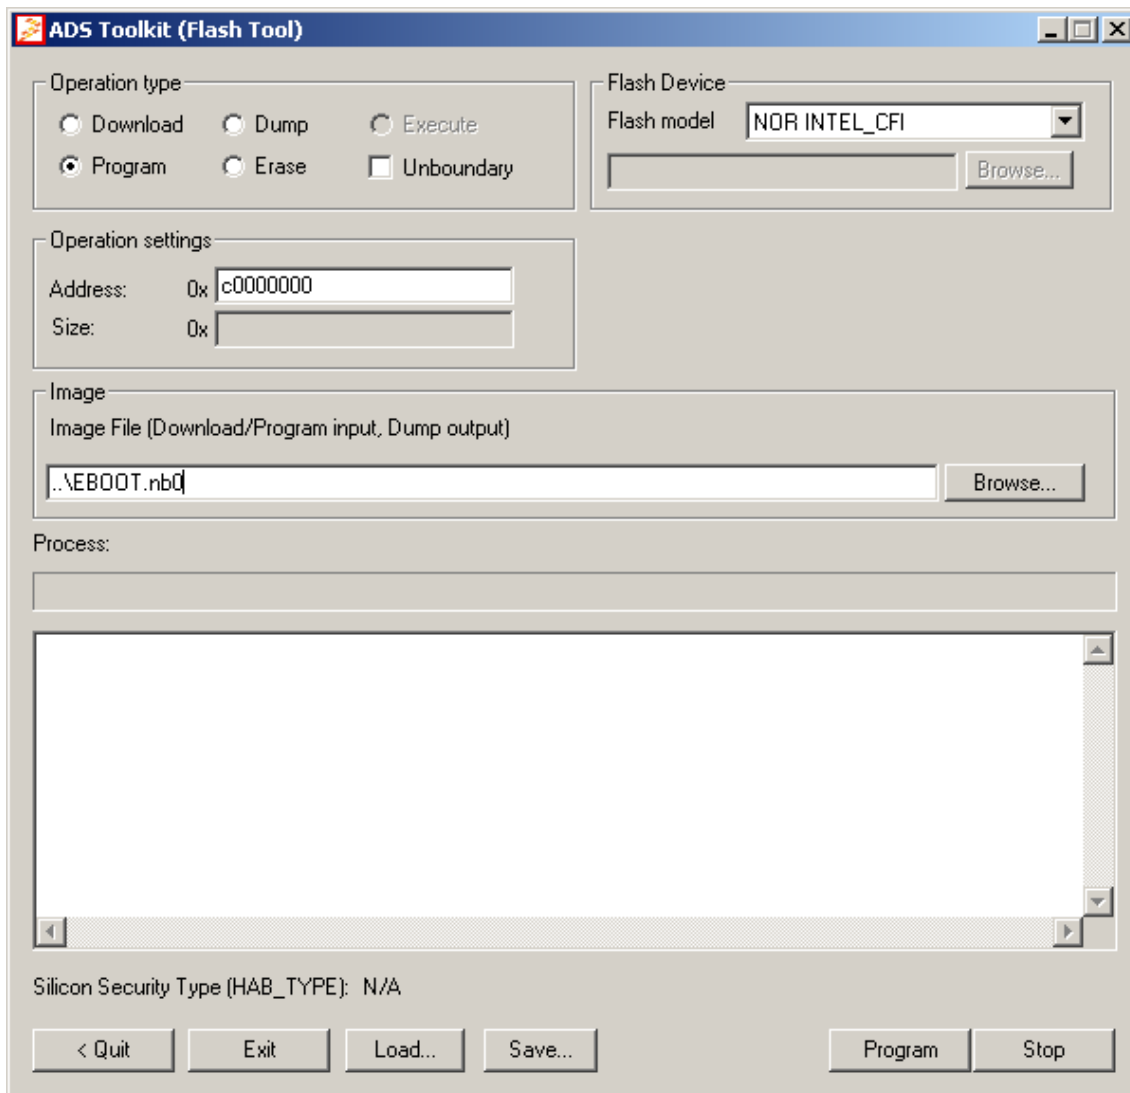 ADS Toolkit (Flash Tool)
Operation type
Download Dump Execute
Program Erase Unboundary
Flash Device
Flash model NOR INTEL_CFI
Browse...
Operation settings
Address: 0x c0000000
Size: 0x
Image
Image File (Download/Program input, Dump output)
..\EBOOT.nb0 Browse...
Process:
Silicon Security Type (HAB_TYPE): N/A
< Quit Exit Load... Save... Program Stop